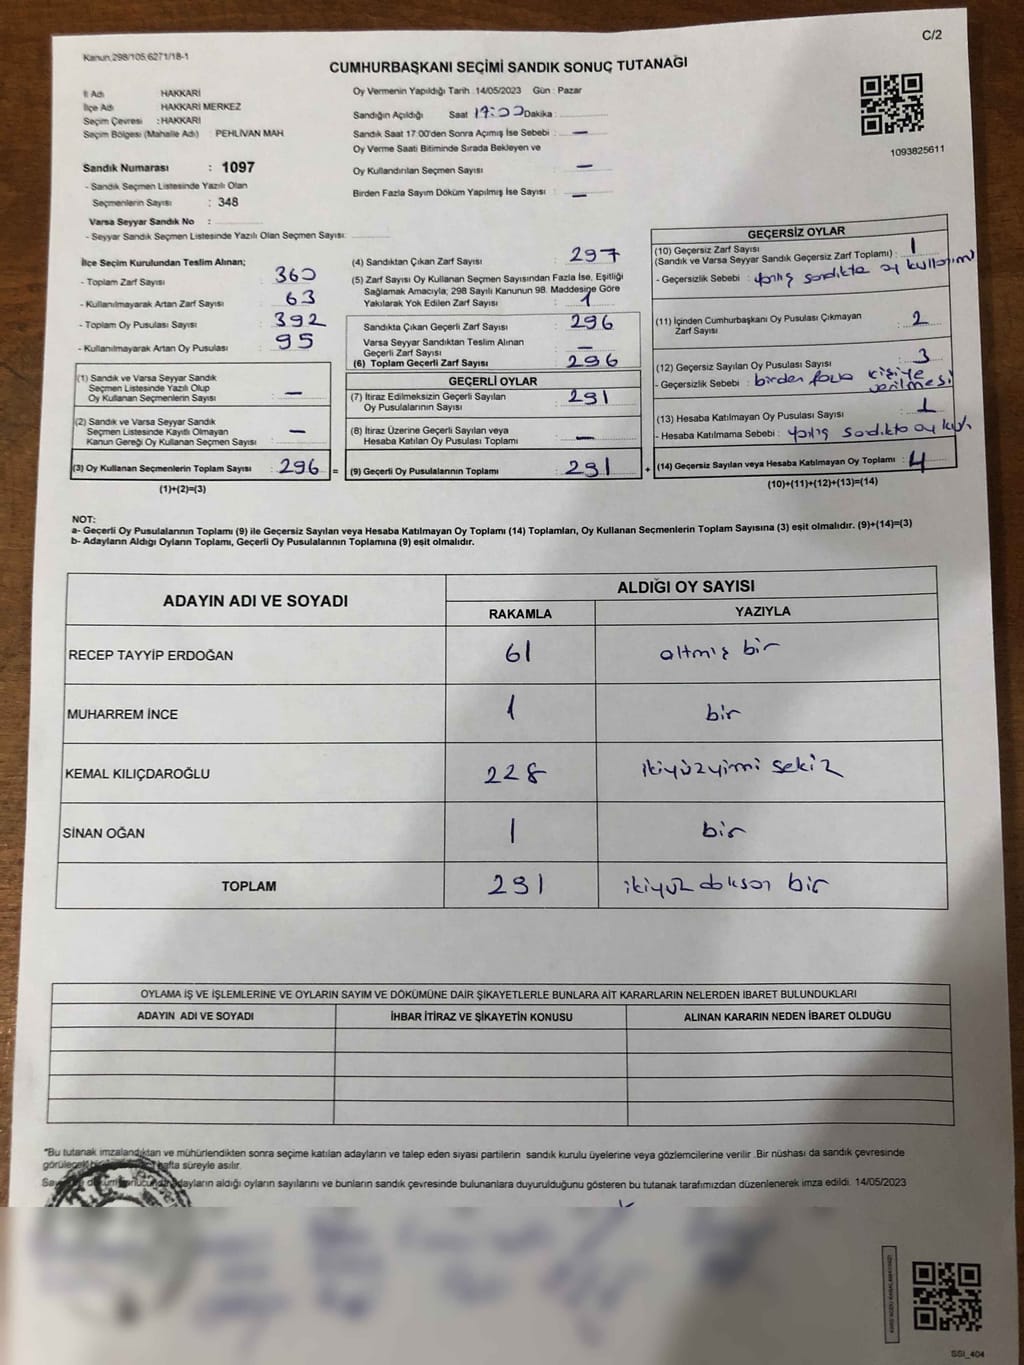 C/2
Kanun:298/105,6271/18-1
CUMHURBAŞKANI SEÇİMİ SANDIK SONUÇ TUTANAĞI
İl Adı HAKKARİ
İlçe Adı HAKKARİ MERKEZ
Seçim Çevresi : HAKKARİ
Seçim Bölgesi (Mahalle Adı) : PEHLİVAN MAH
Sandık Numarası : 1097
- Sandık Seçmen Listesinde Yazılı Olan
Seçmenlerin Sayısı : 348
Varsa Seyyar Sandık No :
- Seyyar Sandık Seçmen Listesinde Yazılı Olan Seçmen Sayısı:
Oy Vermenin Yapıldığı Tarih : 14/05/2023 Gün : Pazar
Sandığın Açıldığı Saat 17:00 Dakika :
Sandık Saat 17:00'den Sonra Açımış İse Sebebi : —
Oy Verme Saati Bitiminde Sırada Bekleyen ve
Oy Kullandırılan Seçmen Sayısı : —
Birden Fazla Sayım Döküm Yapılmış İse Sayısı : —
1093825611
İlçe Seçim Kurulundan Teslim Alınan;
- Toplam Zarf Sayısı : 360
- Kullanılmayarak Artan Zarf Sayısı : 63
- Toplam Oy Pusulası Sayısı : 392
- Kullanılmayarak Artan Oy Pusulası : 95
(1) Sandık ve Varsa Seyyar Sandık
Seçmen Listesinde Yazılı Olup
Oy Kullanan Seçmenlerin Sayısı : —
(2) Sandık ve Varsa Seyyar Sandık
Seçmen Listesinde Kayıtlı Olmayan
Kanun Gereği Oy Kullanan Seçmen Sayısı : —
(3) Oy Kullanan Seçmenlerin Toplam Sayısı : 296 =
(1)+(2)=(3)
(4) Sandıktan Çıkan Zarf Sayısı : 297
(5) Zarf Sayısı Oy Kullanan Seçmen Sayısından Fazla İse, Eşitliği
Sağlamak Amacıyla; 298 Sayılı Kanunun 98. Maddesine Göre
Yakılarak Yok Edilen Zarf Sayısı : 1
Sandıkta Çıkan Geçerli Zarf Sayısı : 296
Varsa Seyyar Sandıktan Teslim Alınan
Geçerli Zarf Sayısı : —
(6) Toplam Geçerli Zarf Sayısı : 296
GEÇERLİ OYLAR
(7) İtiraz Edilmeksizin Geçerli Sayılan
Oy Pusulalarının Sayısı : 291
(8) İtiraz Üzerine Geçerli Sayılan veya
Hesaba Katılan Oy Pusulası Toplamı : —
(9) Geçerli Oy Pusulalarının Toplamı : 291 +
GEÇERSİZ OYLAR
(10) Geçersiz Zarf Sayısı
(Sandık ve Varsa Seyyar Sandık Geçersiz Zarf Toplamı) : 1
- Geçersizlik Sebebi : yanlış sandıkta oy kullanımı
(11) İçinden Cumhurbaşkanı Oy Pusulası Çıkmayan
Zarf Sayısı : 2
(12) Geçersiz Sayılan Oy Pusulası Sayısı : 3
- Geçersizlik Sebebi : birden fazla kişiye
verilmesi
(13) Hesaba Katılmayan Oy Pusulası Sayısı : 1
- Hesaba Katılmama Sebebi : yanlış sandıkta oy
(14) Geçersiz Sayılan veya Hesaba Katılmayan Oy Toplamı : 4
(10)+(11)+(12)+(13)=(14)
NOT:
a- Geçerli Oy Pusulalarının Toplamı (9) ile Geçersiz Sayılan veya Hesaba Katılmayan Oy Toplamı (14) Toplamları, Oy Kullanan Seçmenlerin Toplam Sayısına (3) eşit olmalıdır. (9)+(14)=(3)
b- Adayların Aldığı Oyların Toplamı, Geçerli Oy Pusulalarının Toplamına (9) eşit olmalıdır.
ADAYIN ADI VE SOYADI
ALDIĞI OY SAYISI
RAKAMLA YAZIYLA
RECEP TAYYİP ERDOĞAN 61 altmış bir
MUHARREM İNCE 1 bir
KEMAL KILIÇDAROĞLU 228 ikiyüzyimi sekiz
SİNAN OĞAN 1 bir
TOPLAM 291 ikiyüz doksan bir
OYLAMA İŞ VE İŞLEMLERİNE VE OYLARIN SAYIM VE DÖKÜMÜNE DAİR ŞİKAYETLERLE BUNLARA AİT KARARLARIN NELERDEN İBARET BULUNDUKLARI
ADAYIN ADI VE SOYADI İHBAR İTİRAZ VE ŞİKAYETİN KONUSU ALINAN KARARIN NEDEN İBARET OLDUĞU
"Bu tutanak imzalandıktan ve mühürlendikten sonra seçime katılan adayların ve talep eden siyasi partilerin sandık kurulu üyelerine veya gözlemcilerine verilir .Bir nüshası da sandık çevresinde
hafta süreyle asılır.
adayların aldığı oyların sayılarını ve bunların sandık çevresinde bulunanlara duyurulduğunu gösteren bu tutanak tarafımızdan düzenlenerek imza edildi. 14/05/2023
SSI_404